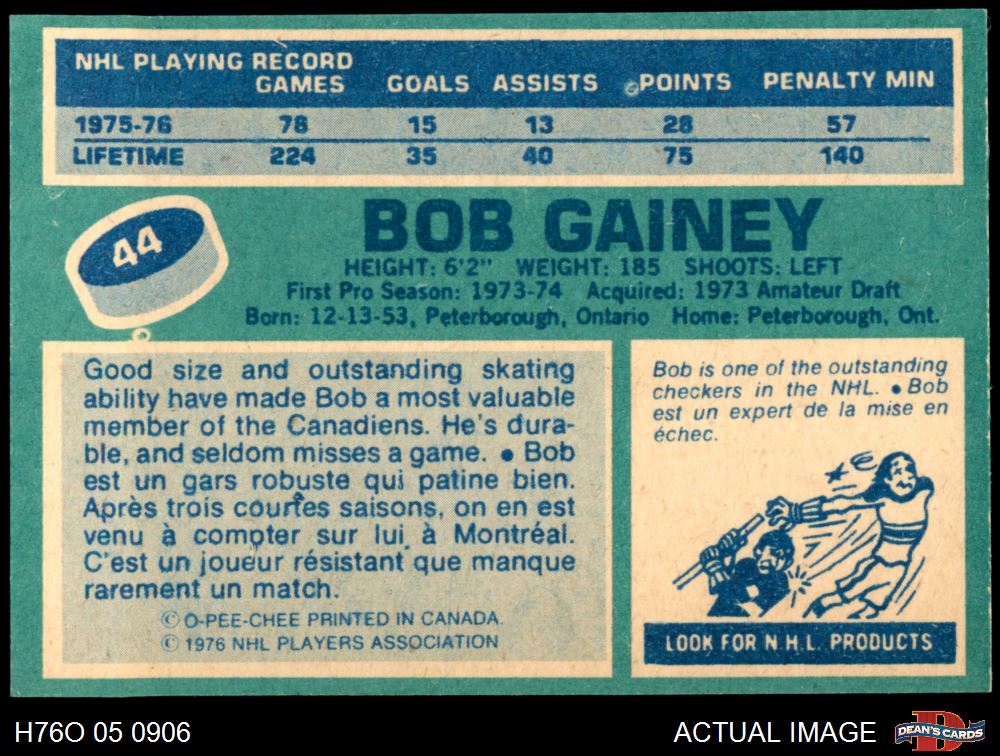 NHL PLAYING RECORD
GAMES GOALS ASSISTS POINTS PENALTY MIN
1975-76 78 15 13 28 57
LIFETIME 224 35 40 75 140
44
BOB GAINEY
HEIGHT: 6'2" WEIGHT: 185 SHOOTS: LEFT
First Pro Season: 1973-74 Acquired: 1973 Amateur Draft
Born: 12-13-53, Peterborough, Ontario Home: Peterborough, Ont.
Good size and outstanding skating
ability have made Bob a most valuable
member of the Canadiens. He's dura-
ble, and seldom misses a game. • Bob
est un gars robuste qui patine bien.
Après trois courtes saisons, on en est
venu à compter sur lui à Montréal.
C'est un joueur résistant que manque
rarement un match.
© O-PEE-CHEE PRINTED IN CANADA.
© 1976 NHL PLAYERS ASSOCIATION
Bob is one of the outstanding
checkers in the NHL. • Bob
est un expert de la mise en
échec.
LOOK FOR N.H.L. PRODUCTS
H76O 05 0906
ACTUAL IMAGE
DEAN'S CARDS